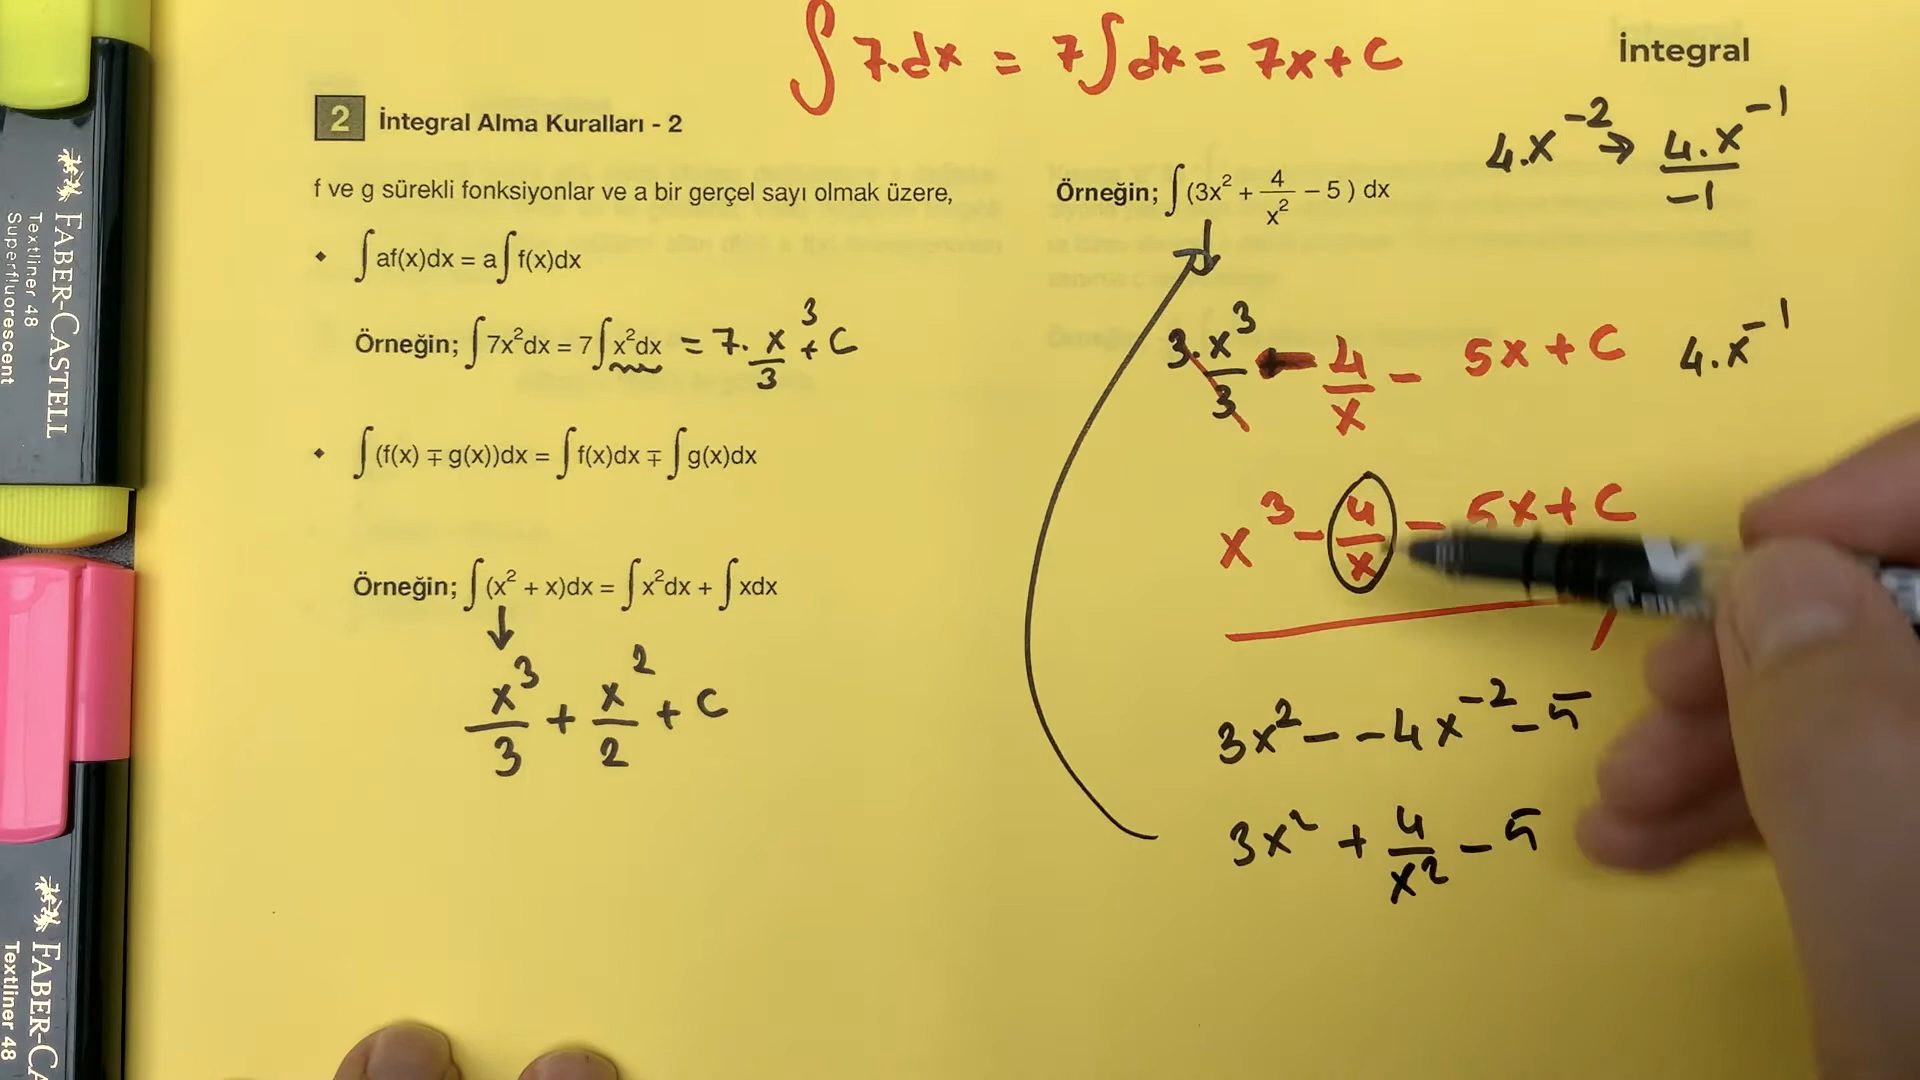 ∫ 7.dx = 7∫ dx = 7x + C
İntegral
2 İntegral Alma Kuralları - 2
f ve g sürekli fonksiyonlar ve a bir gerçel sayı olmak üzere,
• ∫ af(x)dx = a∫ f(x)dx
Örneğin; ∫ 7x²dx = 7∫ x²dx = 7. x³/3 + C
• ∫ (f(x) ∓ g(x))dx = ∫ f(x)dx ∓ ∫ g(x)dx
Örneğin; ∫ (x² + x)dx = ∫ x²dx + ∫ xdx
↓
x³/3 + x²/2 + C
4.x⁻² → 4.x⁻¹/-1
Örneğin; ∫ (3x² + 4/x² - 5 ) dx
3.x³/3 - 4/x - 5x + C
4.x⁻¹
x³ - 4/x - 5x + C
3x² - -4x⁻² - 5
3x² + 4/x² - 5
FABER-CASTELL
Textliner 48
Superfluorescent
FABER-CA
Textliner 48